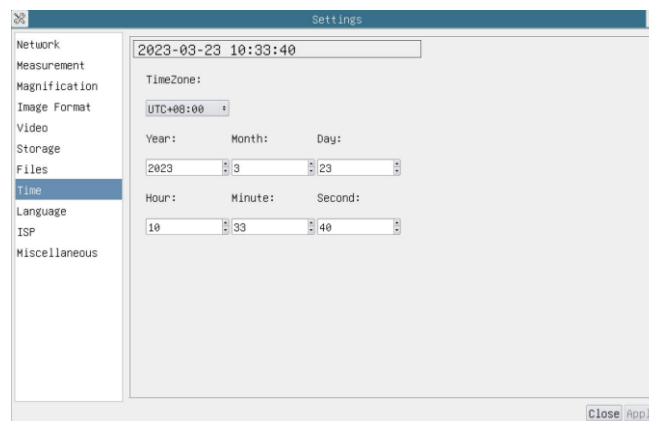 Settings
Network
Measurement
Magnification
Image Format
Video
Storage
Files
Time
Language
ISP
Miscellaneous
2023-03-23 10:33:40
TimeZone:
UTC+08:00
Year: Month: Day:
2023 3 23
Hour: Minute: Second:
10 33 40
Close Appl